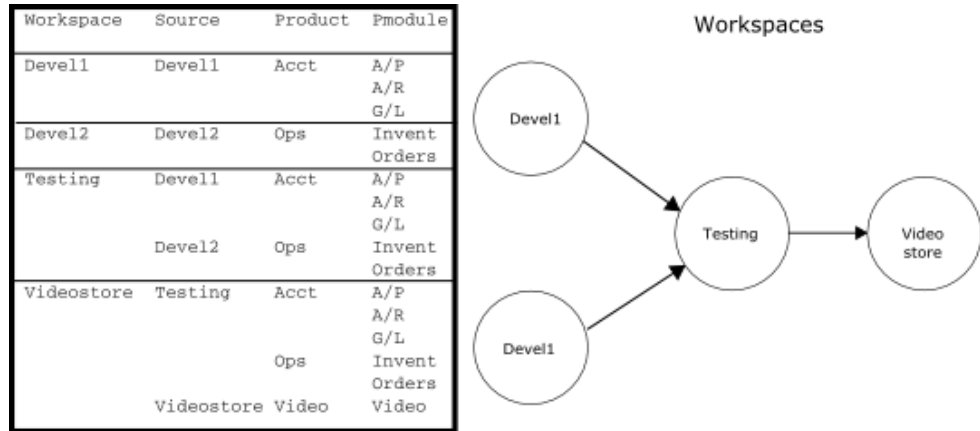 Workspace Source Product Pmodule
Devel1 Devel1 Acct A/P
A/R
G/L
Devel2 Devel2 Ops Invent
Orders
Testing Devel1 Acct A/P
A/R
G/L
Devel2 Ops Invent
Orders
Videostore Testing Acct A/P
A/R
G/L
Ops Invent
Orders
Videostore Video Video
Workspaces
Devel1
Testing
Video
store
Devel1